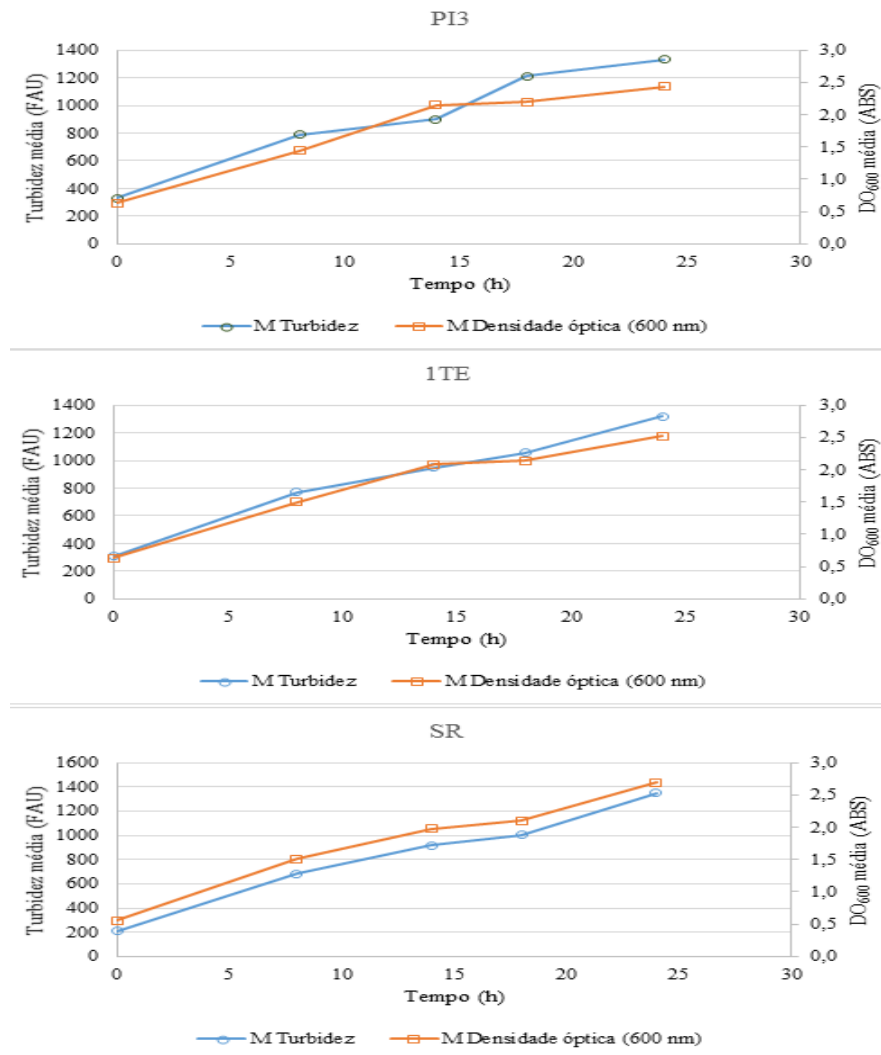 PI3
Turbidez média (FAU)
1400
1200
1000
800
600
400
200
0
3,0
2,5
2,0
1,5
1,0
0,5
0,0
DO600 média (ABS)
0 5 10 15 20 25 30
Tempo (h)
M Turbidez M Densidade óptica (600 nm)
1TE
Turbidez média (FAU)
1400
1200
1000
800
600
400
200
0
3,0
2,5
2,0
1,5
1,0
0,5
0,0
DO600 média (ABS)
0 5 10 15 20 25 30
Tempo (h)
M Turbidez M Densidade óptica (600 nm)
SR
Turbidez média (FAU)
1600
1400
1200
1000
800
600
400
200
0
3,0
2,5
2,0
1,5
1,0
0,5
0,0
DO600 média (ABS)
0 5 10 15 20 25 30
Tempo (h)
M Turbidez M Densidade óptica (600 nm)